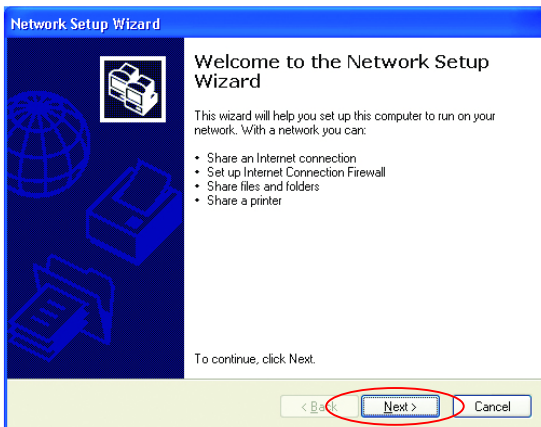 Network Setup Wizard
Welcome to the Network Setup
Wizard
This wizard will help you set up this computer to run on your
network. With a network you can:
• Share an Internet connection
• Set up Internet Connection Firewall
• Share files and folders
• Share a printer
To continue, click Next.
< Back Next > Cancel